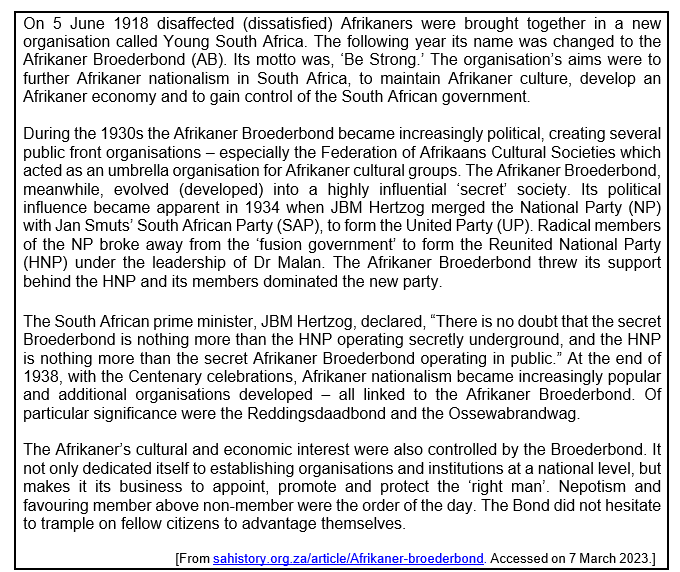 On 5 June 1918 disaffected (dissatisfied) Afrikaners were brought together in a new
organisation called Young South Africa. The following year its name was changed to the
Afrikaner Broederbond (AB). Its motto was, ‘Be Strong.’ The organisation’s aims were to
further Afrikaner nationalism in South Africa, to maintain Afrikaner culture, develop an
Afrikaner economy and to gain control of the South African government.
During the 1930s the Afrikaner Broederbond became increasingly political, creating several
public front organisations – especially the Federation of Afrikaans Cultural Societies which
acted as an umbrella organisation for Afrikaner cultural groups. The Afrikaner Broederbond,
meanwhile, evolved (developed) into a highly influential ‘secret’ society. Its political
influence became apparent in 1934 when JBM Hertzog merged the National Party (NP)
with Jan Smuts’ South African Party (SAP), to form the United Party (UP). Radical members
of the NP broke away from the ‘fusion government’ to form the Reunited National Party
(HNP) under the leadership of Dr Malan. The Afrikaner Broederbond threw its support
behind the HNP and its members dominated the new party.
The South African prime minister, JBM Hertzog, declared, “There is no doubt that the secret
Broederbond is nothing more than the HNP operating secretly underground, and the HNP
is nothing more than the secret Afrikaner Broederbond operating in public.” At the end of
1938, with the Centenary celebrations, Afrikaner nationalism became increasingly popular
and additional organisations developed – all linked to the Afrikaner Broederbond. Of
particular significance were the Reddingsdaadbond and the Ossewabrandwag.
The Afrikaner’s cultural and economic interest were also controlled by the Broederbond. It
not only dedicated itself to establishing organisations and institutions at a national level, but
makes it its business to appoint, promote and protect the ‘right man’. Nepotism and
favouring member above non-member were the order of the day. The Bond did not hesitate
to trample on fellow citizens to advantage themselves.
[From sahistory.org.za/article/Afrikaner-broederbond. Accessed on 7 March 2023.]